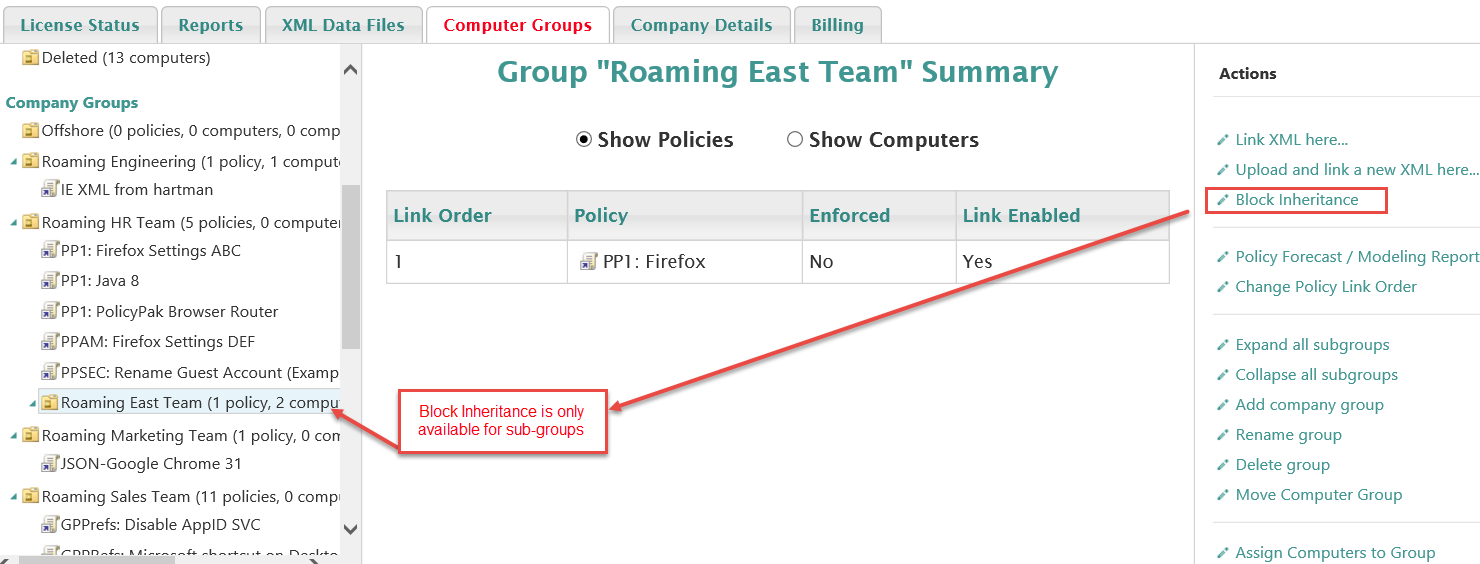 License Status
Reports
XML Data Files
Computer Groups
Company Details
Billing
Deleted (13 computers)
Company Groups
Offshore (0 policies, 0 computers, 0 comp
Roaming Engineering (1 policy, 1 comput
IE XML from hartman
Roaming HR Team (5 policies, 0 computer
PP1: Firefox Settings ABC
PP1: Java 8
PP1: PolicyPak Browser Router
PPAM: Firefox Settings DEF
PPSEC: Rename Guest Account (Examp
Roaming East Team (1 policy, 2 compu
Roaming Marketing Team (1 policy, 0 com
JSON-Google Chrome 31
Roaming Sales Team (11 policies, 0 compu
GPPrefs: Disable AppID SVC
GPPRefs: Microsoft shortcut on Deskto
Group "Roaming East Team" Summary
Show Policies
Show Computers
Link Order
Policy
Enforced
Link Enabled
1
PP1: Firefox
No
Yes
Block Inheritance is only
available for sub-groups
Actions
Link XML here...
Upload and link a new XML here...
Block Inheritance
Policy Forecast / Modeling Report
Change Policy Link Order
Expand all subgroups
Collapse all subgroups
Add company group
Rename group
Delete group
Move Computer Group
Assign Computers to Group